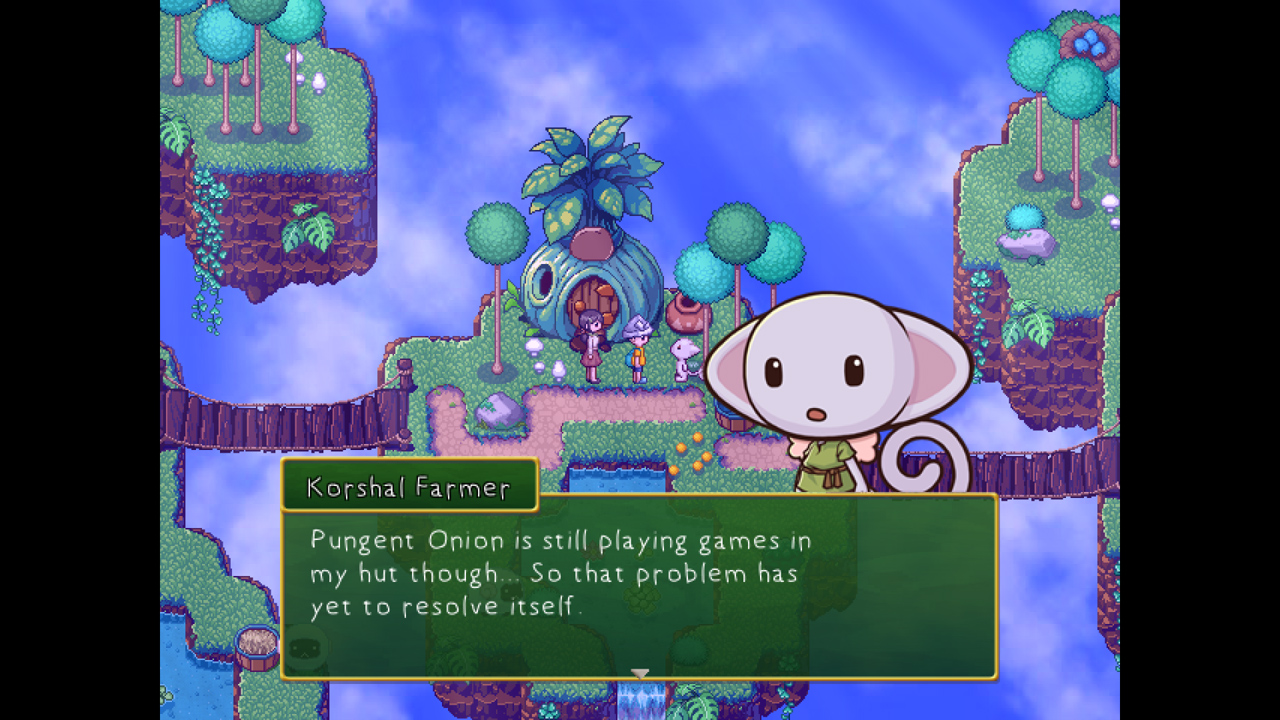 Korshal Farmer
Pungent Onion is still playing games in
my hut though... So that problem has
yet to resolve itself.